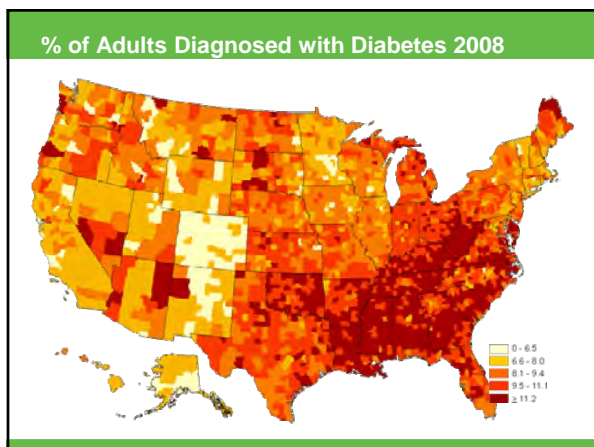 % of Adults Diagnosed with Diabetes 2008
0 - 6.5
6.6 - 8.0
8.1 - 9.4
9.5 - 11.1
≥ 11.2